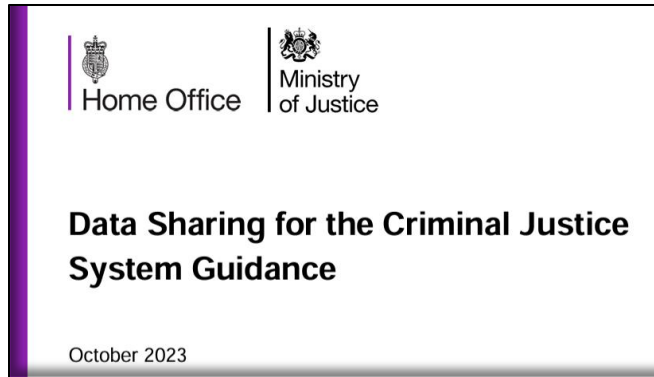 Home Office
Ministry
of Justice
Data Sharing for the Criminal Justice
System Guidance
October 2023